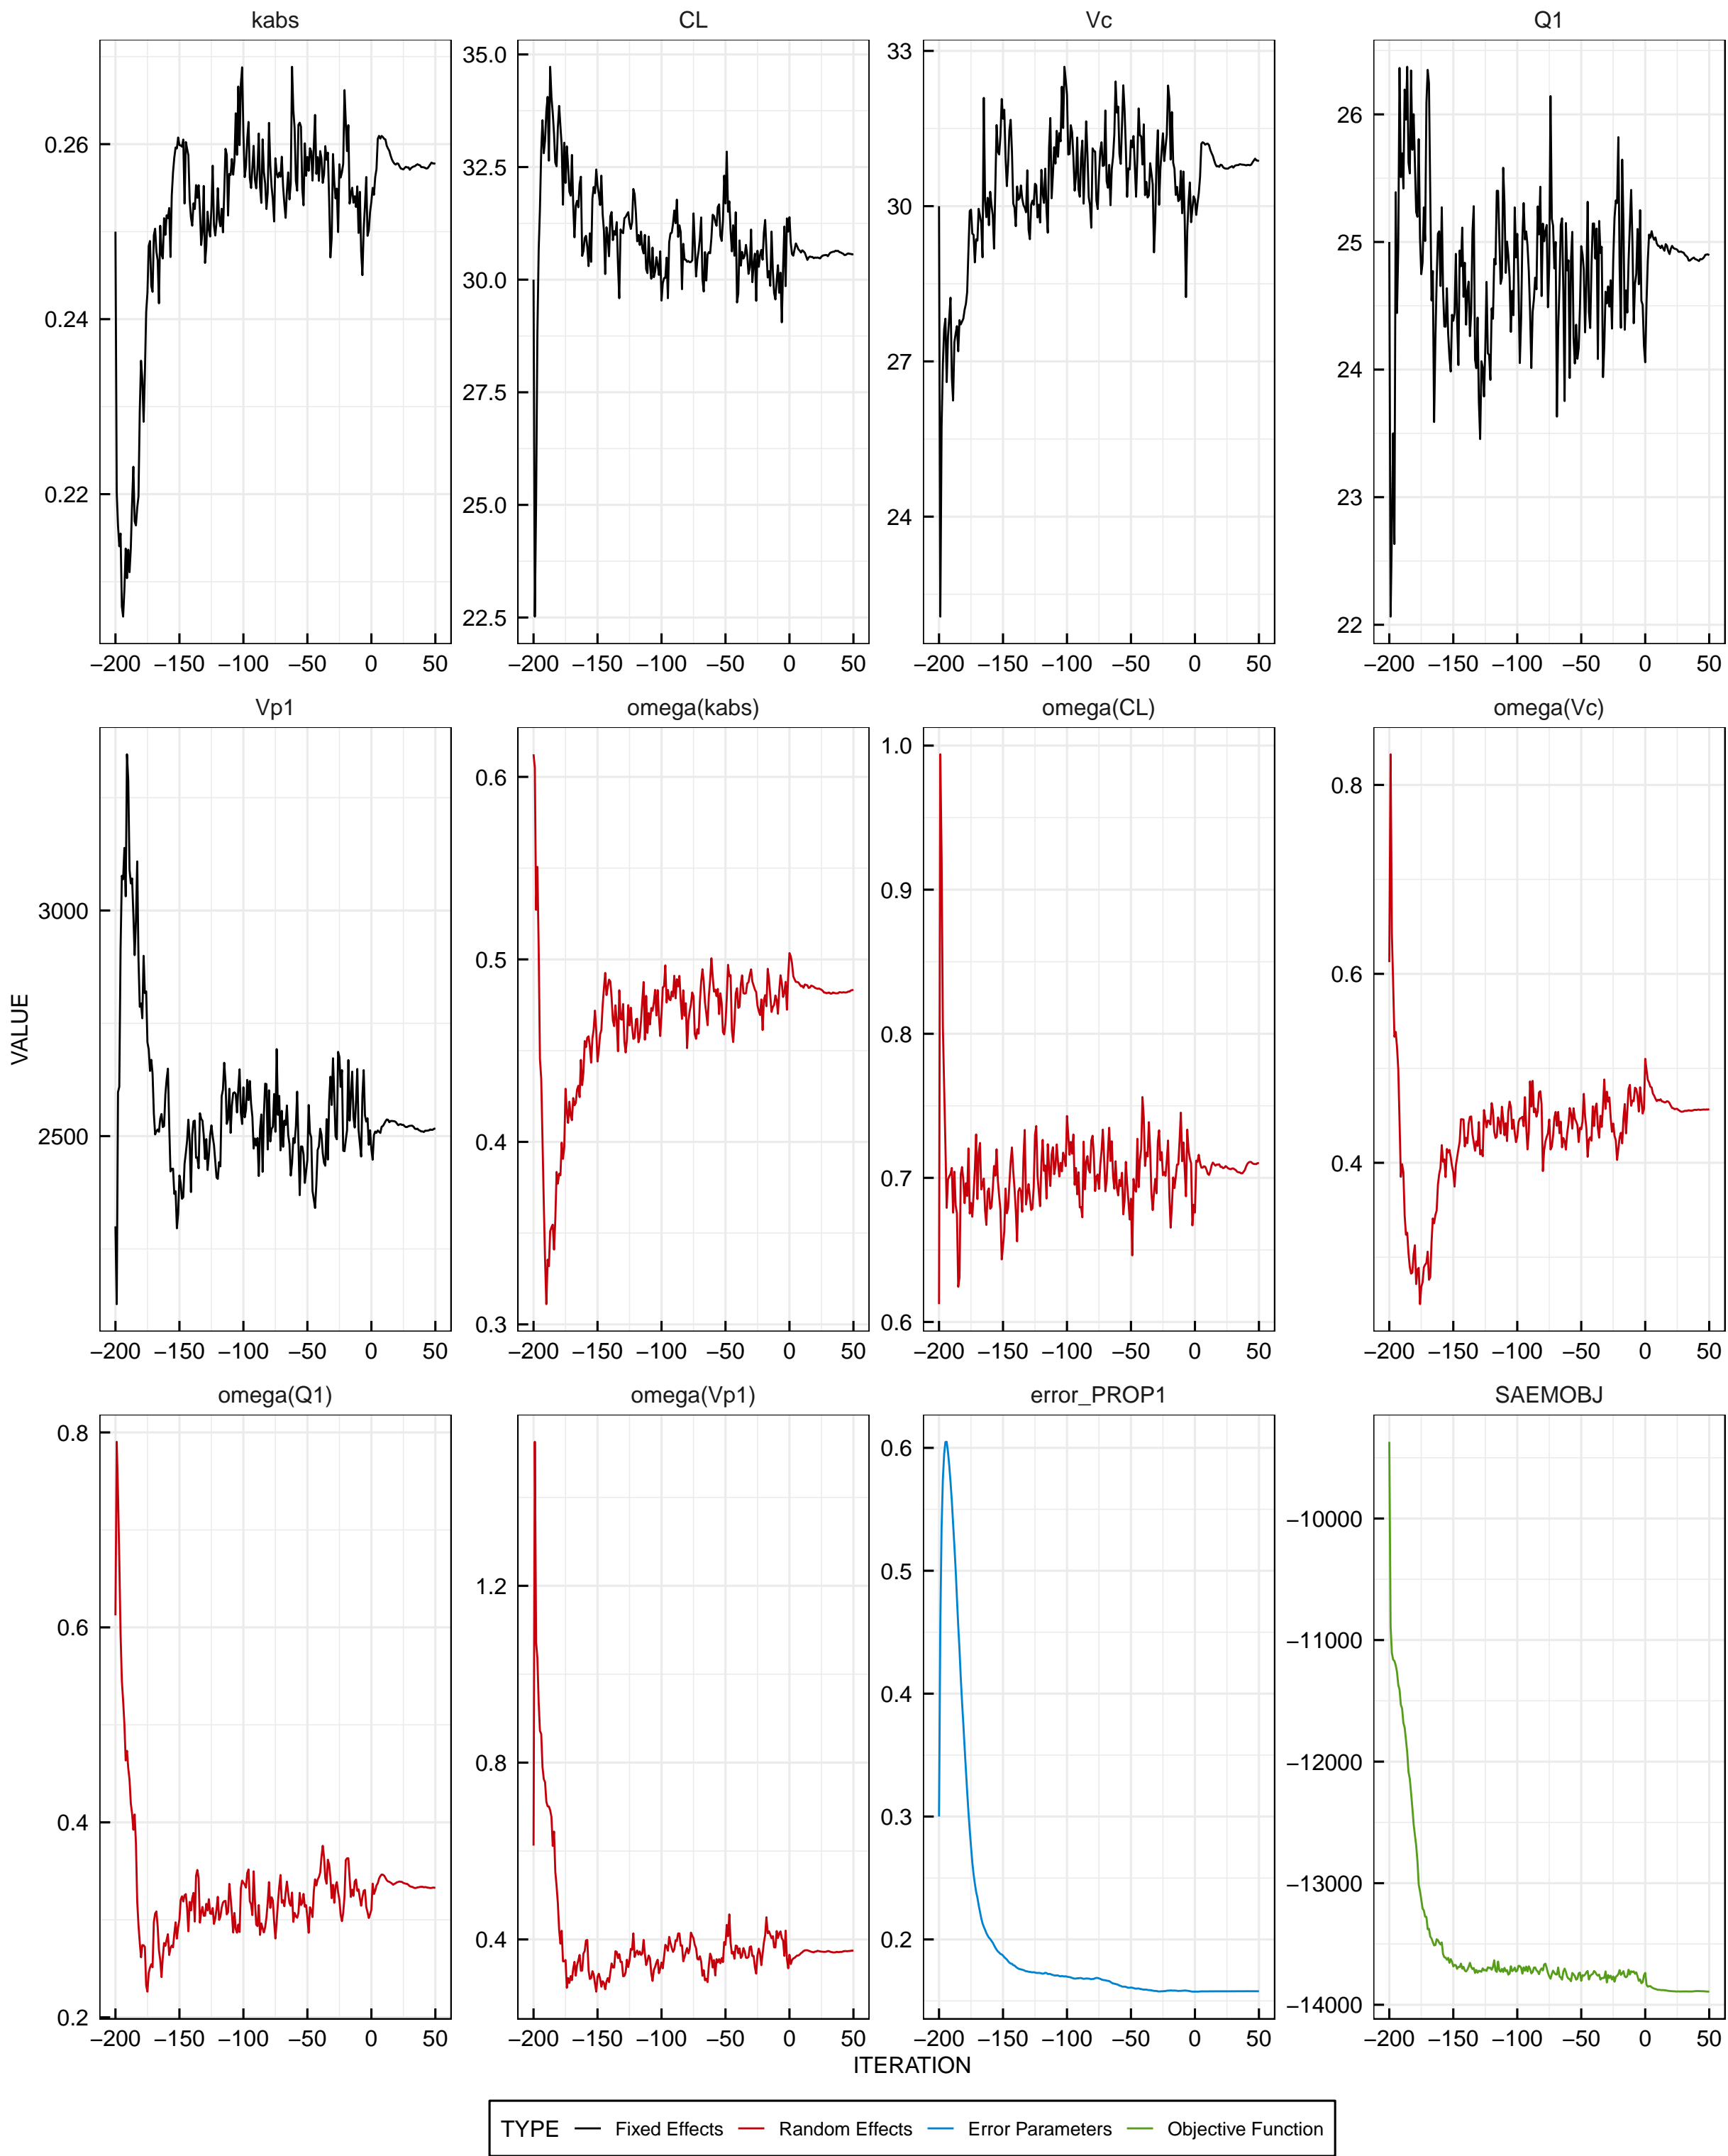 kabs CL Vc Q1
35.0 33
26
0.26 32.5
30
25
30.0
0.24 27
27.5 24
0.22 25.0 24 23
22.5 22
−200 −150 −100 −50 0 50 −200 −150 −100 −50 0 50 −200 −150 −100 −50 0 50 −200 −150 −100 −50 0 50
Vp1 omega(kabs) omega(CL) omega(Vc)
1.0
0.6 0.8
3000 0.5 0.9
0.6
VALUE
0.8
2500 0.4 0.7 0.4
0.3 0.6
−200 −150 −100 −50 0 50 −200 −150 −100 −50 0 50 −200 −150 −100 −50 0 50 −200 −150 −100 −50 0 50
omega(Q1) omega(Vp1) error_PROP1 SAEMOBJ
0.8 0.6
−10000
1.2 0.5
0.6 −11000
0.4
0.8 −12000
0.4 0.3
−13000
0.4 0.2
0.2 −14000
−200 −150 −100 −50 0 50 −200 −150 −100 −50 0 50 −200 −150 −100 −50 0 50 −200 −150 −100 −50 0 50
ITERATION
TYPE Fixed Effects Random Effects Error Parameters Objective Function